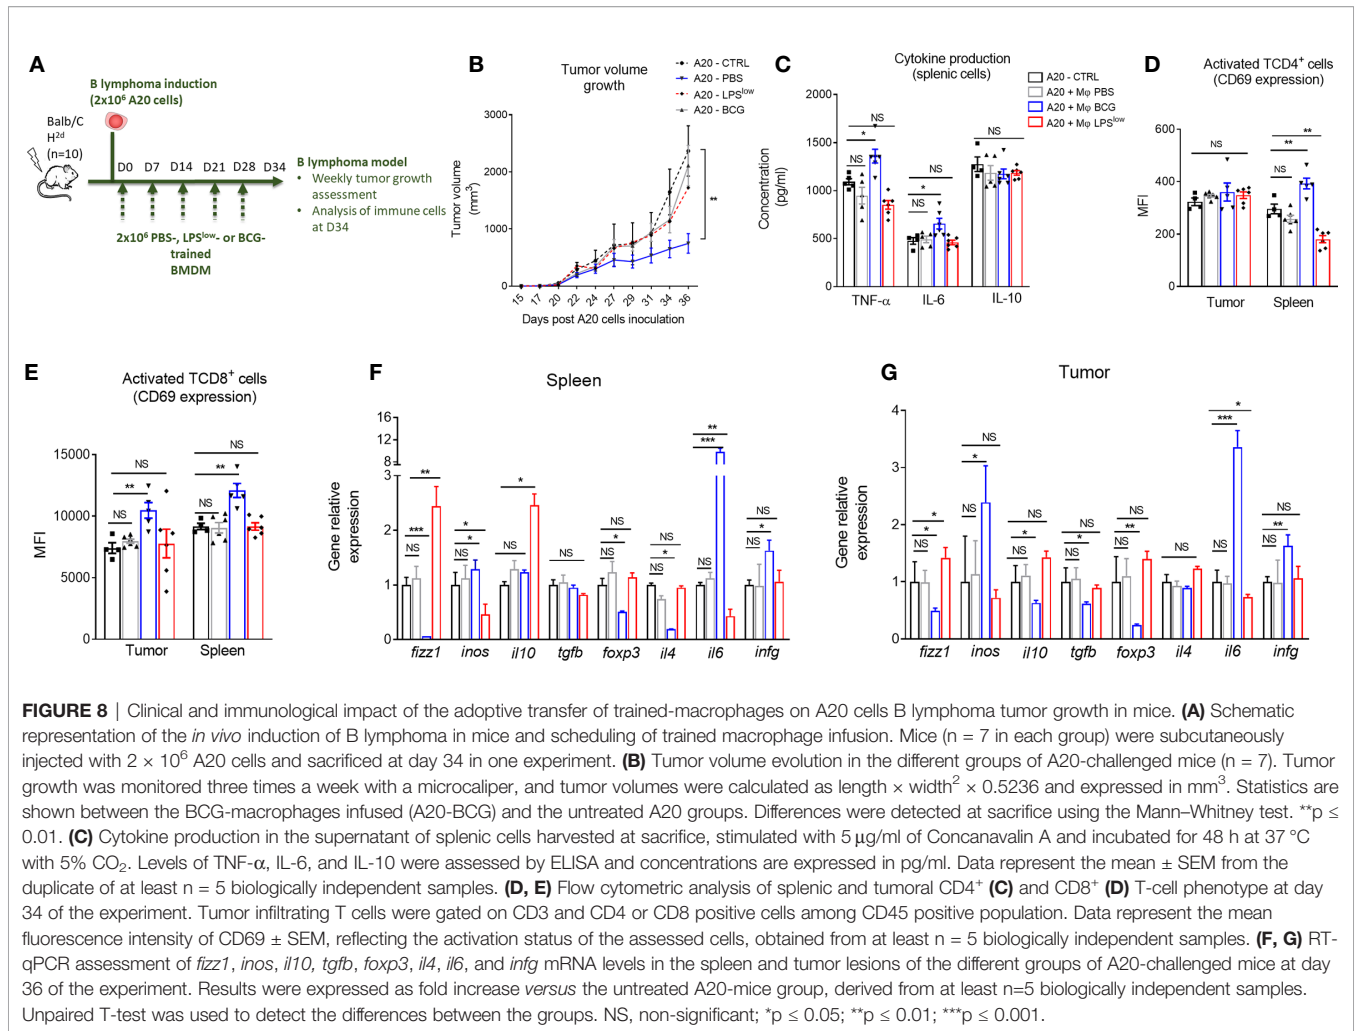 A
B lymphoma induction
(2x10⁶ A20 cells)
Balb/C
H²ᵈ
(n=10)
D0 D7 D14 D21 D28 D34
B lymphoma model
• Weekly tumor growth
assessment
• Analysis of immune cells
at D34
2x10⁶ PBS-, LPSˡᵒʷ- or BCG-
trained
BMDM
B
Tumor volume
growth
A20 - CTRL
A20 - PBS
A20 - LPSˡᵒʷ
A20 - BCG
Tumor volume
(mm³)
3000
2000
1000
0
**
15 17 20 22 24 27 29 31 34 36
Days post A20 cells inoculation
C
Cytokine production
(splenic cells)
A20 - CTRL
A20 + Mφ PBS
A20 + Mφ BCG
A20 + Mφ LPSˡᵒʷ
Concentration
(pg/ml)
2000
1500
1000
500
0
NS
*
NS
NS
*
NS
NS
TNF-α IL-6 IL-10
D
Activated TCD4⁺ cells
(CD69 expression)
MFI
600
400
200
0
NS
**
**
NS
Tumor Spleen
E
Activated TCD8⁺ cells
(CD69 expression)
MFI
15000
10000
5000
0
NS
**
NS
NS
**
NS
Tumor Spleen
F
Spleen
Gene relative
expression
16
12
8
4
3
2
1
0
**
***
NS
*
*
NS
*
NS
NS
NS
*
NS
NS
*
**
***
NS
NS
*
NS
fizz1 inos il10 tgfb foxp3 il4 il6 infg
G
Tumor
Gene relative
expression
4
2
1
0
*
*
NS
NS
*
NS
*
NS
NS
*
NS
NS
**
NS
NS
*
***
NS
NS
**
NS
fizz1 inos il10 tgfb foxp3 il4 il6 infg
FIGURE 8 | Clinical and immunological impact of the adoptive transfer of trained-macrophages on A20 cells B lymphoma tumor growth in mice. (A) Schematic
representation of the in vivo induction of B lymphoma in mice and scheduling of trained macrophage infusion. Mice (n = 7 in each group) were subcutaneously
injected with 2 × 10⁶ A20 cells and sacrificed at day 34 in one experiment. (B) Tumor volume evolution in the different groups of A20-challenged mice (n = 7). Tumor
growth was monitored three times a week with a microcaliper, and tumor volumes were calculated as length × width² × 0.5236 and expressed in mm³. Statistics are
shown between the BCG-macrophages infused (A20-BCG) and the untreated A20 groups. Differences were detected at sacrifice using the Mann–Whitney test. **p ≤
0.01. (C) Cytokine production in the supernatant of splenic cells harvested at sacrifice, stimulated with 5 μg/ml of Concanavalin A and incubated for 48 h at 37 °C
with 5% CO₂. Levels of TNF-α, IL-6, and IL-10 were assessed by ELISA and concentrations are expressed in pg/ml. Data represent the mean ± SEM from the
duplicate of at least n = 5 biologically independent samples. (D, E) Flow cytometric analysis of splenic and tumoral CD4⁺ (C) and CD8⁺ (D) T-cell phenotype at day
34 of the experiment. Tumor infiltrating T cells were gated on CD3 and CD4 or CD8 positive cells among CD45 positive population. Data represent the mean
fluorescence intensity of CD69 ± SEM, reflecting the activation status of the assessed cells, obtained from at least n = 5 biologically independent samples. (F, G) RT-
qPCR assessment of fizz1, inos, il10, tgfb, foxp3, il4, il6, and infg mRNA levels in the spleen and tumor lesions of the different groups of A20-challenged mice at day
36 of the experiment. Results were expressed as fold increase versus the untreated A20-mice group, derived from at least n=5 biologically independent samples.
Unpaired T-test was used to detect the differences between the groups. NS, non-significant; *p ≤ 0.05; **p ≤ 0.01; ***p ≤ 0.001.